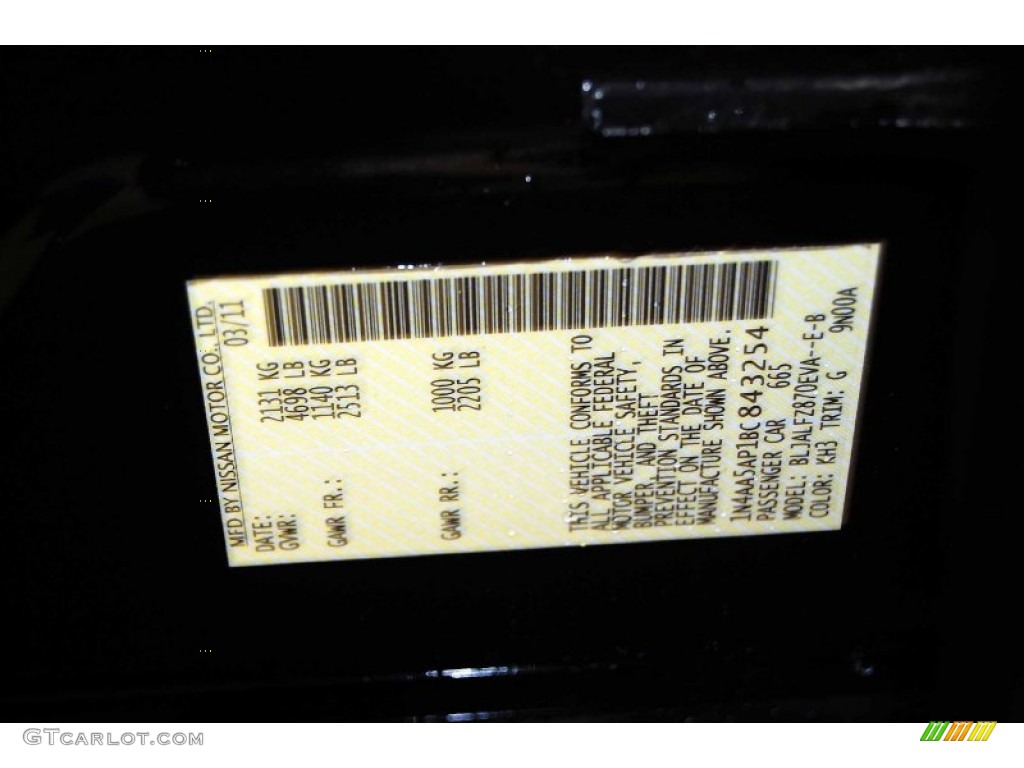 MFD BY NISSAN MOTOR CO., LTD.
DATE: 03/11
GVWR: 2131 KG
4698 LB
GAWR FR.: 1140 KG
2513 LB
GAWR RR.: 1000 KG
2205 LB
THIS VEHICLE CONFORMS TO
ALL APPLICABLE FEDERAL
MOTOR VEHICLE SAFETY,
BUMPER, AND THEFT
PREVENTION STANDARDS IN
EFFECT ON THE DATE OF
MANUFACTURE SHOWN ABOVE.
1N4AA5AP1BC843254
PASSENGER CAR 665
MODEL: BLJALFZ870EVA--E-B
COLOR: KH3 TRIM: G 9N00A
GTCARLOT.COM